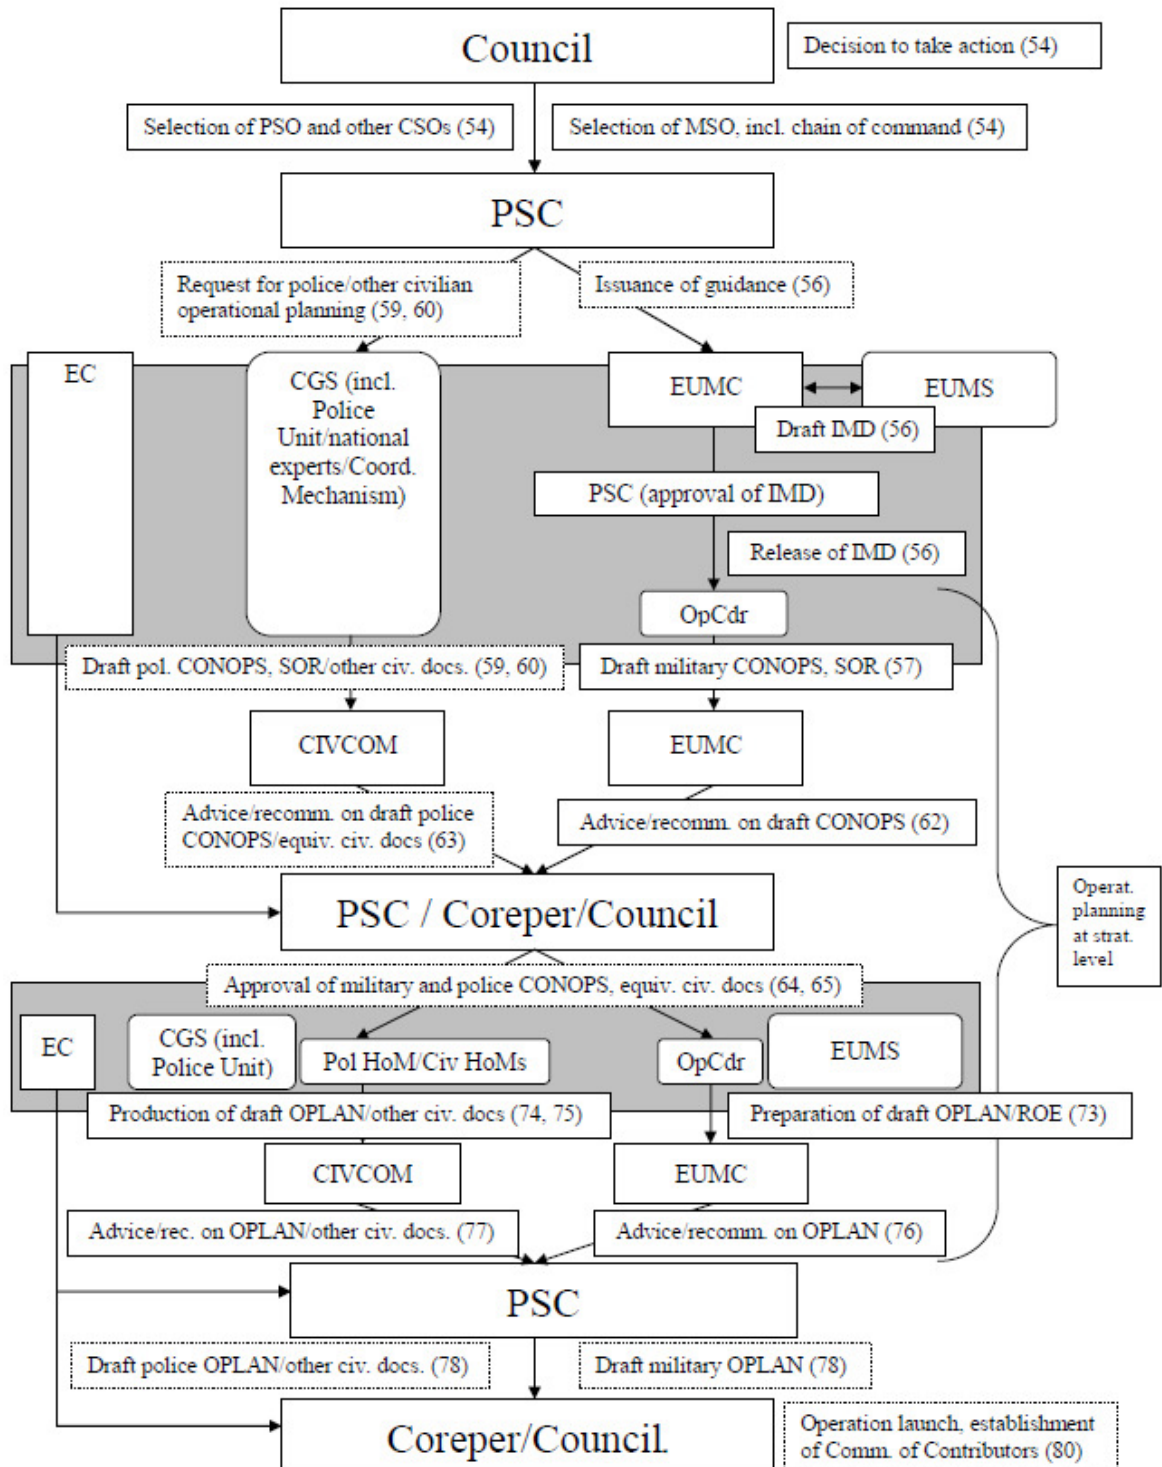 Council
Decision to take action (54)
Selection of PSO and other CSOs (54)
Selection of MSO, incl. chain of command (54)
PSC
Request for police/other civilian
operational planning (59, 60)
Issuance of guidance (56)
EC
CGS (incl.
Police
Unit/national
experts/Coord.
Mechanism)
EUMC
EUMS
Draft IMD (56)
PSC (approval of IMD)
Release of IMD (56)
OpCdr
Draft pol. CONOPS, SOR/other civ. docs. (59, 60)
Draft military CONOPS, SOR (57)
CIVCOM
EUMC
Advice/recomm. on draft police
CONOPS/equiv. civ. docs (63)
Advice/recomm. on draft CONOPS (62)
PSC / Coreper/Council
Operat.
planning
at strat.
level
Approval of military and police CONOPS, equiv. civ. docs (64, 65)
EC
CGS (incl.
Police Unit)
Pol HoM/Civ HoMs
OpCdr
EUMS
Production of draft OPLAN/other civ. docs (74, 75)
Preparation of draft OPLAN/ROE (73)
CIVCOM
EUMC
Advice/rec. on OPLAN/other civ. docs. (77)
Advice/recomm. on OPLAN (76)
PSC
Draft police OPLAN/other civ. docs. (78)
Draft military OPLAN (78)
Coreper/Council.
Operation launch, establishment
of Comm. of Contributors (80)